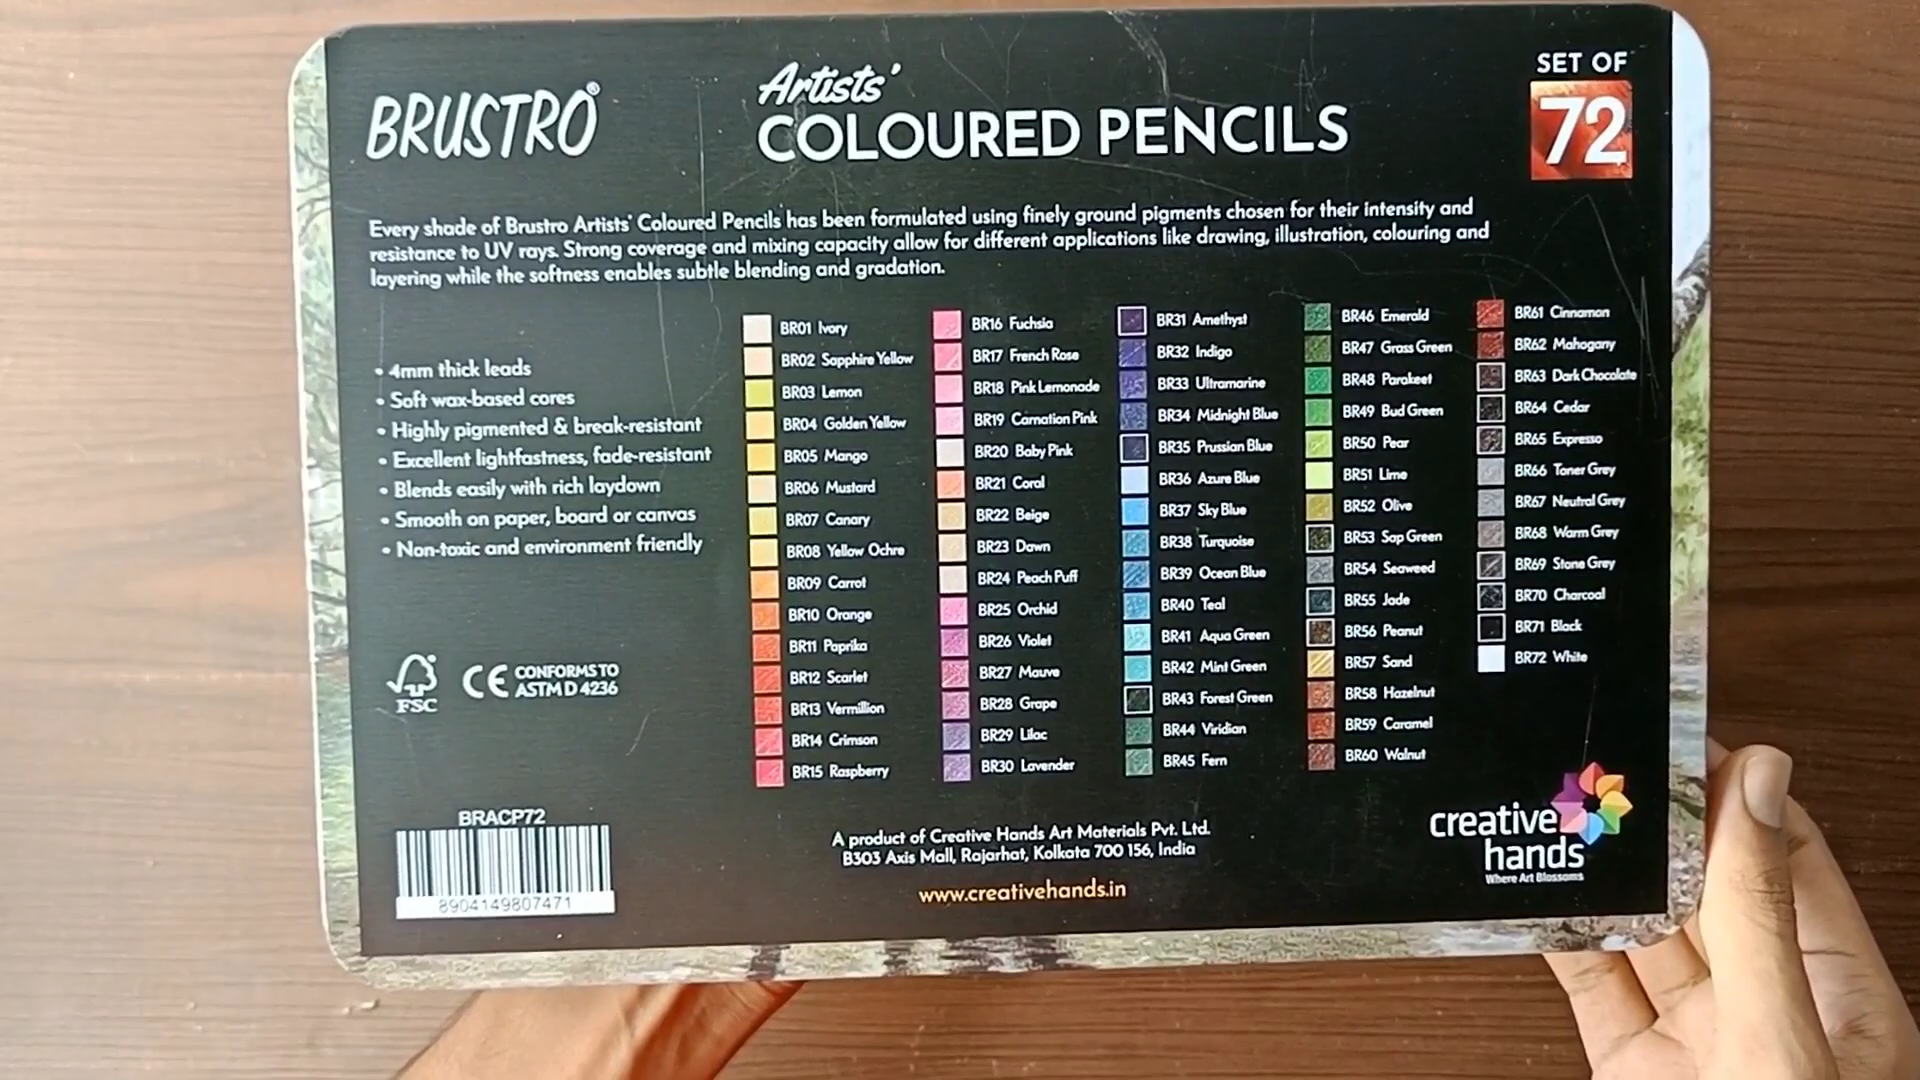 BRUSTRO®
Artists'
COLOURED PENCILS
SET OF
72
Every shade of Brustro Artists' Coloured Pencils has been formulated using finely ground pigments chosen for their intensity and
resistance to UV rays. Strong coverage and mixing capacity allow for different applications like drawing, illustration, colouring and
layering while the softness enables subtle blending and gradation.
• 4mm thick leads
• Soft wax-based cores
• Highly pigmented & break-resistant
• Excellent lightfastness, fade-resistant
• Blends easily with rich laydown
• Smooth on paper, board or canvas
• Non-toxic and environment friendly
BR01 Ivory
BR02 Sapphire Yellow
BR03 Lemon
BR04 Golden Yellow
BR05 Mango
BR06 Mustard
BR07 Canary
BR08 Yellow Ochre
BR09 Carrot
BR10 Orange
BR11 Paprika
BR12 Scarlet
BR13 Vermillion
BR14 Crimson
BR15 Raspberry
BR16 Fuchsia
BR17 French Rose
BR18 Pink Lemonade
BR19 Carnation Pink
BR20 Baby Pink
BR21 Coral
BR22 Beige
BR23 Dawn
BR24 Peach Puff
BR25 Orchid
BR26 Violet
BR27 Mauve
BR28 Grape
BR29 Lilac
BR30 Lavender
BR31 Amethyst
BR32 Indigo
BR33 Ultramarine
BR34 Midnight Blue
BR35 Prussian Blue
BR36 Azure Blue
BR37 Sky Blue
BR38 Turquoise
BR39 Ocean Blue
BR40 Teal
BR41 Aqua Green
BR42 Mint Green
BR43 Forest Green
BR44 Viridian
BR45 Fern
BR46 Emerald
BR47 Grass Green
BR48 Parakeet
BR49 Bud Green
BR50 Pear
BR51 Lime
BR52 Olive
BR53 Sap Green
BR54 Seaweed
BR55 Jade
BR56 Peanut
BR57 Sand
BR58 Hazelnut
BR59 Caramel
BR60 Walnut
BR61 Cinnamon
BR62 Mahogany
BR63 Dark Chocolate
BR64 Cedar
BR65 Expresso
BR66 Toner Grey
BR67 Neutral Grey
BR68 Warm Grey
BR69 Stone Grey
BR70 Charcoal
BR71 Black
BR72 White
FSC
CE
CONFORMS TO
ASTM D 4236
BRACP72
8904149807471
A product of Creative Hands Art Materials Pvt. Ltd.
B303 Axis Mall, Rajarhat, Kolkata 700 156, India
www.creativehands.in
creative
hands
Where Art Blossoms